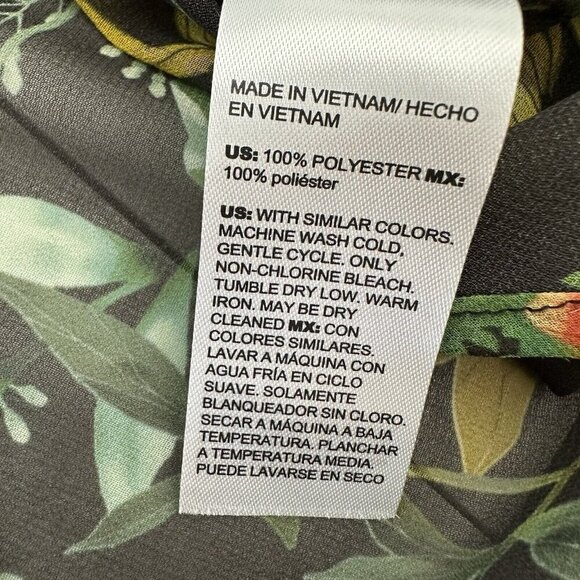 MADE IN VIETNAM/ HECHO
EN VIETNAM
US: 100% POLYESTER MX:
100% poliéster
US: WITH SIMILAR COLORS.
MACHINE WASH COLD,
GENTLE CYCLE. ONLY
NON-CHLORINE BLEACH.
TUMBLE DRY LOW. WARM
IRON. MAY BE DRY
CLEANED MX: CON
COLORES SIMILARES.
LAVAR A MÁQUINA CON
AGUA FRÍA EN CICLO
SUAVE. SOLAMENTE
BLANQUEADOR SIN CLORO.
SECAR A MÁQUINA A BAJA
TEMPERATURA. PLANCHAR
A TEMPERATURA MEDIA.
PUEDE LAVARSE EN SECO